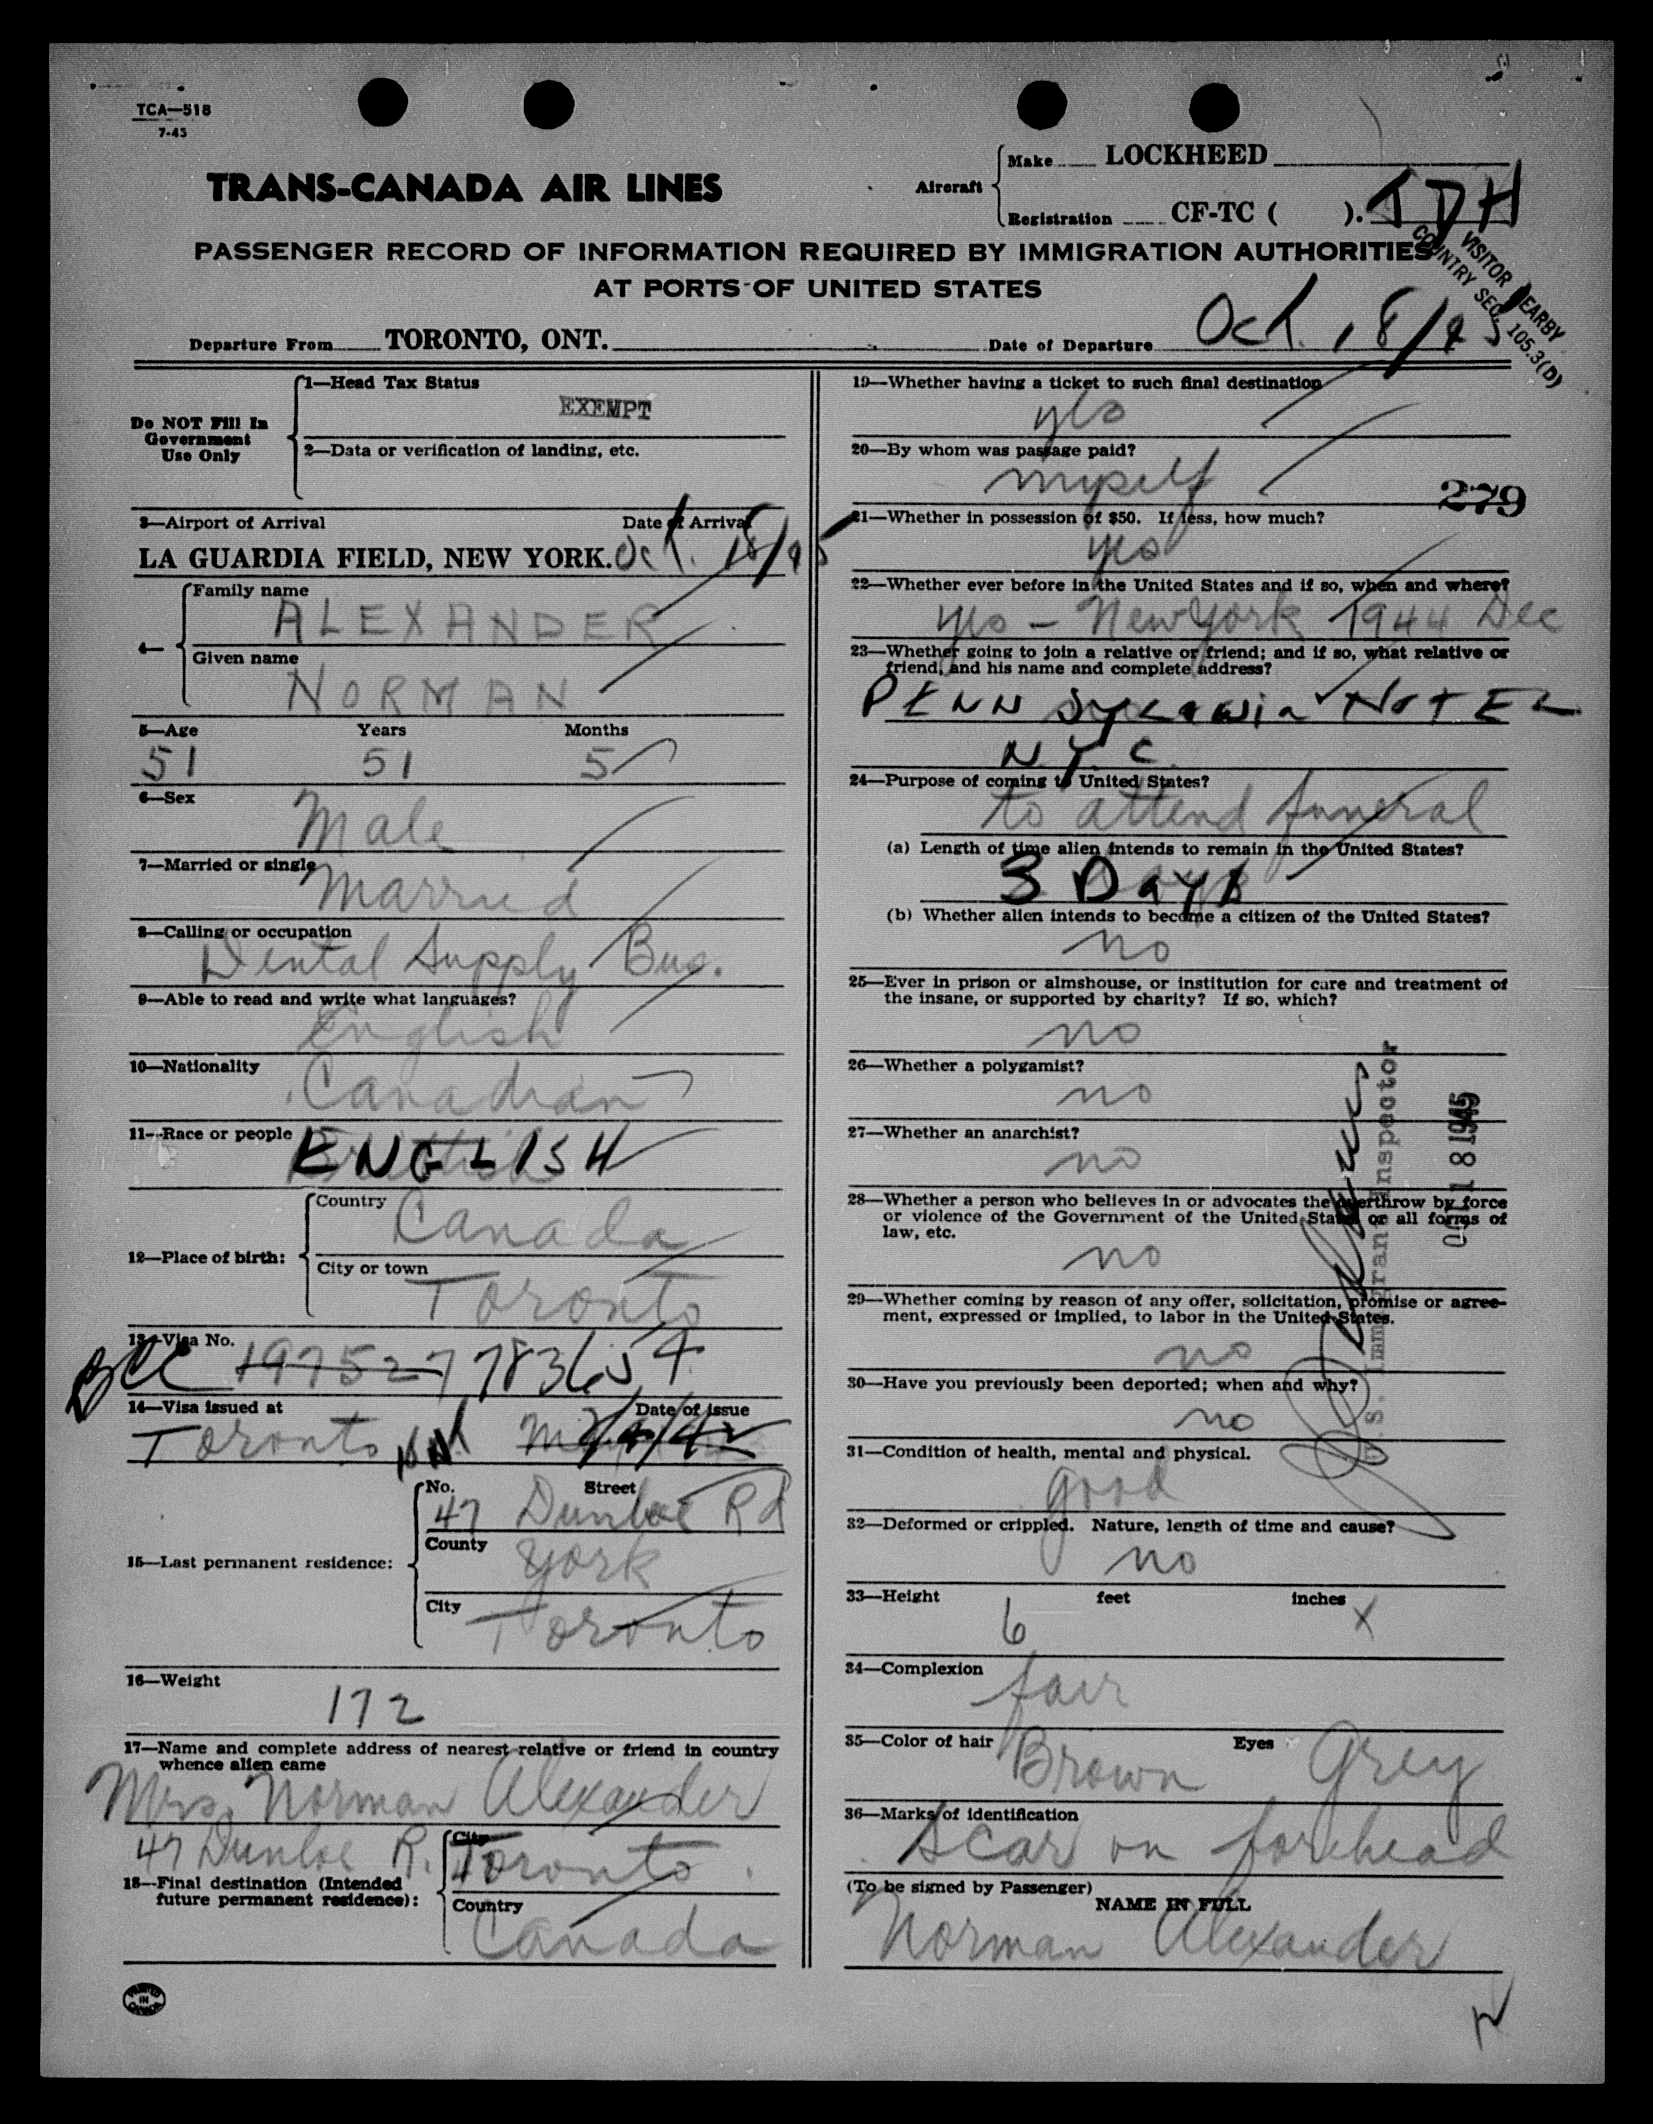 TCA—518
7-45
TRANS-CANADA AIR LINES
Aircraft
Make LOCKHEED
Registration CF-TC ( ). TDH
PASSENGER RECORD OF INFORMATION REQUIRED BY IMMIGRATION AUTHORITIES
AT PORTS OF UNITED STATES
VISITOR NEARBY
COUNTRY SEC. 105.3(D)
Departure From TORONTO, ONT. Date of Departure Oct. 18/45
Do NOT Fill In
Government
Use Only
1—Head Tax Status
EXEMPT
2—Data or verification of landing, etc.
3—Airport of Arrival Date of Arrival
LA GUARDIA FIELD, NEW YORK. Oct. 18/45
4—
Family name
ALEXANDER
Given name
NORMAN
5—Age Years Months
51 51 5
6—Sex
Male
7—Married or single
Married
8—Calling or occupation
Dental Supply Bus.
9—Able to read and write what languages?
English
10—Nationality
Canadian
11—Race or people
ENGLISH
12—Place of birth:
Country
Canada
City or town
Toronto
13—Visa No.
BCC 197527 783654
14—Visa issued at Date of issue
Toronto
15—Last permanent residence:
No. Street
47 Dunloe Rd
County
York
City
Toronto
16—Weight
172
17—Name and complete address of nearest relative or friend in country
whence alien came
Mrs. Norman Alexander
47 Dunloe R.
18—Final destination (Intended
future permanent residence):
City
Toronto
Country
Canada
PRINTED
IN
CANADA
19—Whether having a ticket to such final destination
yes
20—By whom was passage paid?
myself
279
21—Whether in possession of $50. If less, how much?
yes
22—Whether ever before in the United States and if so, when and where?
yes - New York 1944 Dec
23—Whether going to join a relative or friend; and if so, what relative or
friend, and his name and complete address?
PENNSYLVANIA HOTEL
N.Y.C.
24—Purpose of coming to United States?
to attend funeral
(a) Length of time alien intends to remain in the United States?
3 Days
(b) Whether alien intends to become a citizen of the United States?
no
25—Ever in prison or almshouse, or institution for care and treatment of
the insane, or supported by charity? If so, which?
no
26—Whether a polygamist?
no
27—Whether an anarchist?
no
28—Whether a person who believes in or advocates the overthrow by force
or violence of the Government of the United States or all forms of
law, etc.
no
29—Whether coming by reason of any offer, solicitation, promise or agree-
ment, expressed or implied, to labor in the United States.
no
30—Have you previously been deported; when and why?
no
U.S. Immigrant Inspector
OCT 18 1945
31—Condition of health, mental and physical.
good
32—Deformed or crippled. Nature, length of time and cause?
no
33—Height feet inches
6 X
34—Complexion
fair
35—Color of hair Eyes
Brown Grey
36—Marks of identification
scar on forehead
(To be signed by Passenger)
NAME IN FULL
Norman Alexander